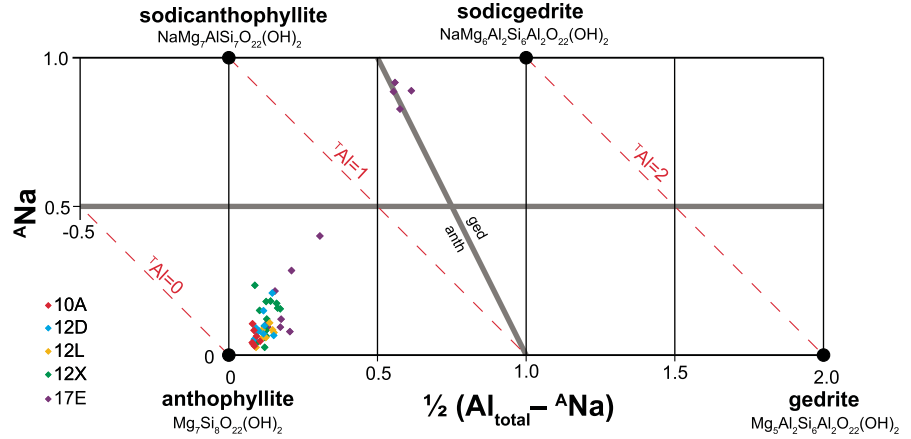 sodicanthophyllite
NaMg₇AlSi₇O₂₂(OH)₂
sodicgedrite
NaMg₆Al₂Si₆Al₂O₂₂(OH)₂
1.0
ᵀAl=1
ᵀAl=2
ᴬNa
0.5
-0.5
ged
anth
ᵀAl=0
10A
12D
12L
12X
17E
0
0
0.5
1.0
1.5
2.0
anthophyllite
Mg₇Si₈O₂₂(OH)₂
½ (Al_total– ᴬNa)
gedrite
Mg₅Al₂Si₆Al₂O₂₂(OH)₂